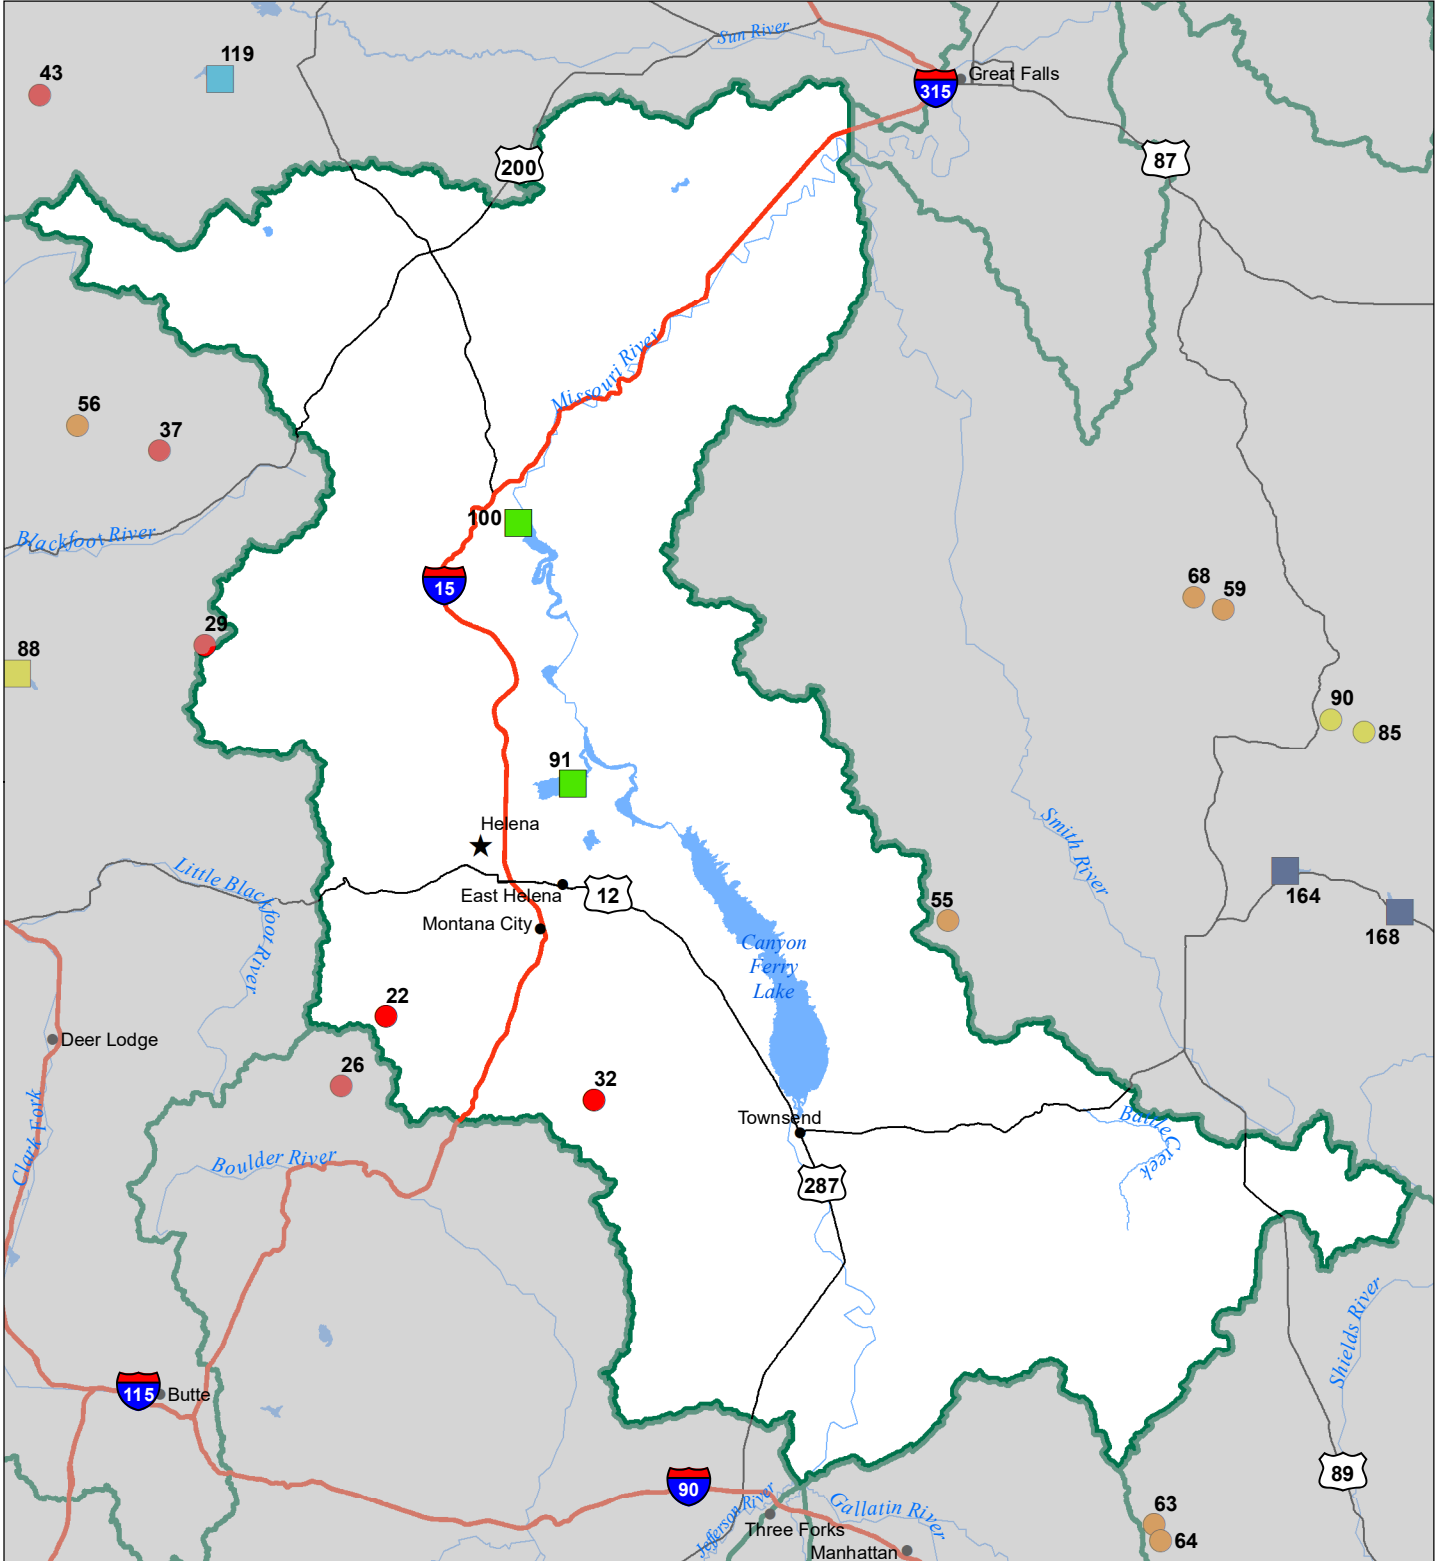 Sun River
119
43
Great Falls
315
200
87
Missouri River
56
37
100
Blackfoot River
15
68
59
29
88
90
85
91
Helena
Smith River
Little Blackfoot River
East Helena
12
Montana City
164
168
55
Canyon
Ferry
Lake
22
Deer Lodge
26
32
Townsend
Battle Creek
Clark Fork
Boulder River
287
Shields River
115
Butte
89
90
Jefferson River
Gallatin River
Three Forks
Manhattan
63
64